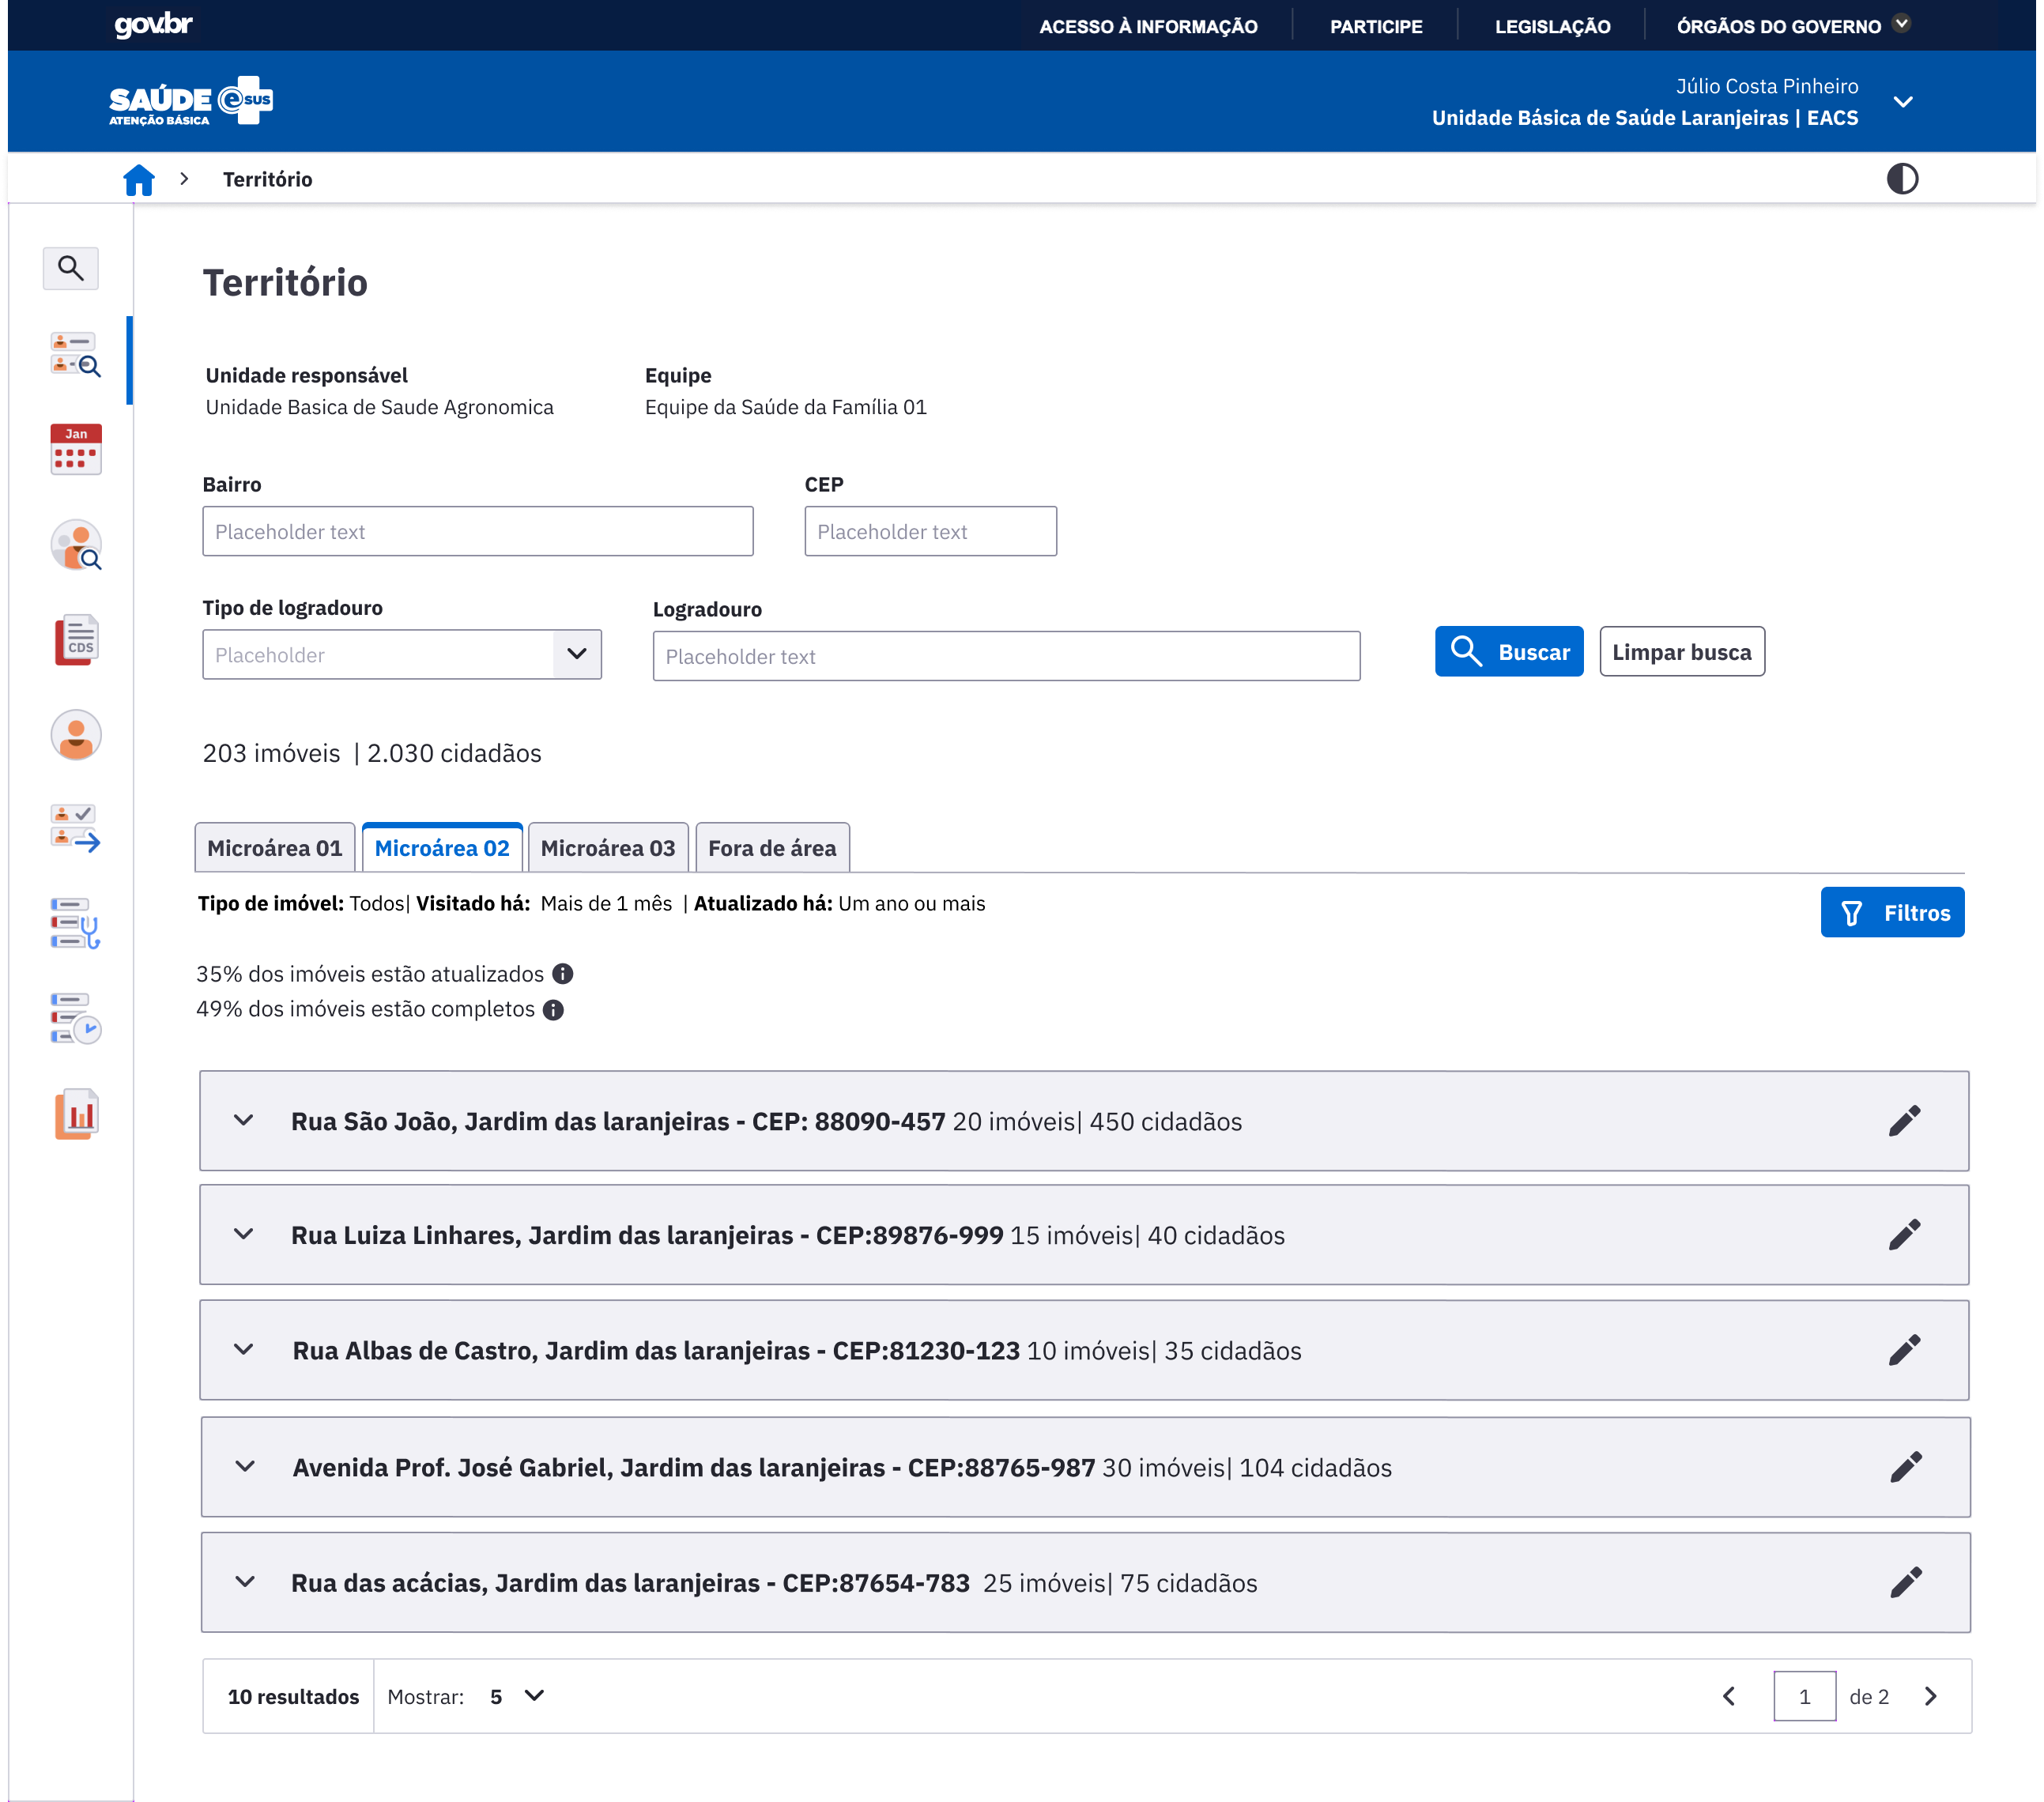 gov.br ACESSO À INFORMAÇÃO PARTICIPE LEGISLAÇÃO ÓRGÃOS DO GOVERNO
SAÚDE e SUS
ATENÇÃO BÁSICA
Júlio Costa Pinheiro
Unidade Básica de Saúde Laranjeiras | EACS
Território
Território
Unidade responsável Equipe
Unidade Basica de Saude Agronomica Equipe da Saúde da Família 01
Jan
Bairro CEP
Placeholder text Placeholder text
Tipo de logradouro Logradouro
CDS
Placeholder Placeholder text Buscar Limpar busca
203 imóveis | 2.030 cidadãos
Microárea 01 Microárea 02 Microárea 03 Fora de área
Tipo de imóvel: Todos| Visitado há: Mais de 1 mês | Atualizado há: Um ano ou mais
Filtros
35% dos imóveis estão atualizados
49% dos imóveis estão completos
Rua São João, Jardim das laranjeiras - CEP: 88090-457 20 imóveis| 450 cidadãos
Rua Luiza Linhares, Jardim das laranjeiras - CEP:89876-999 15 imóveis| 40 cidadãos
Rua Albas de Castro, Jardim das laranjeiras - CEP:81230-123 10 imóveis| 35 cidadãos
Avenida Prof. José Gabriel, Jardim das laranjeiras - CEP:88765-987 30 imóveis| 104 cidadãos
Rua das acácias, Jardim das laranjeiras - CEP:87654-783 25 imóveis| 75 cidadãos
10 resultados Mostrar: 5 1 de 2